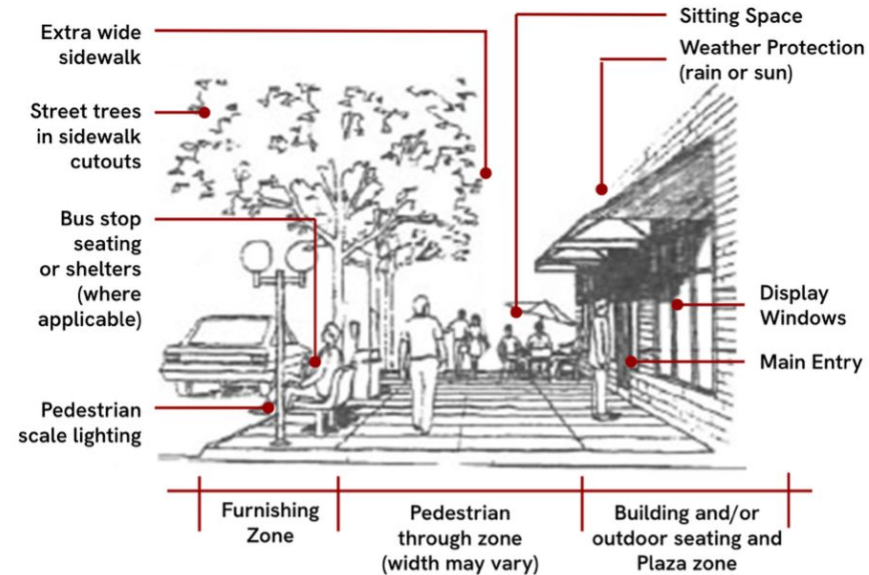 Extra wide
sidewalk
Street trees
in sidewalk
cutouts
Bus stop
seating
or shelters
(where
applicable)
Pedestrian
scale lighting
Sitting Space
Weather Protection
(rain or sun)
Display
Windows
Main Entry
Furnishing
Zone
Pedestrian
through zone
(width may vary)
Building and/or
outdoor seating and
Plaza zone